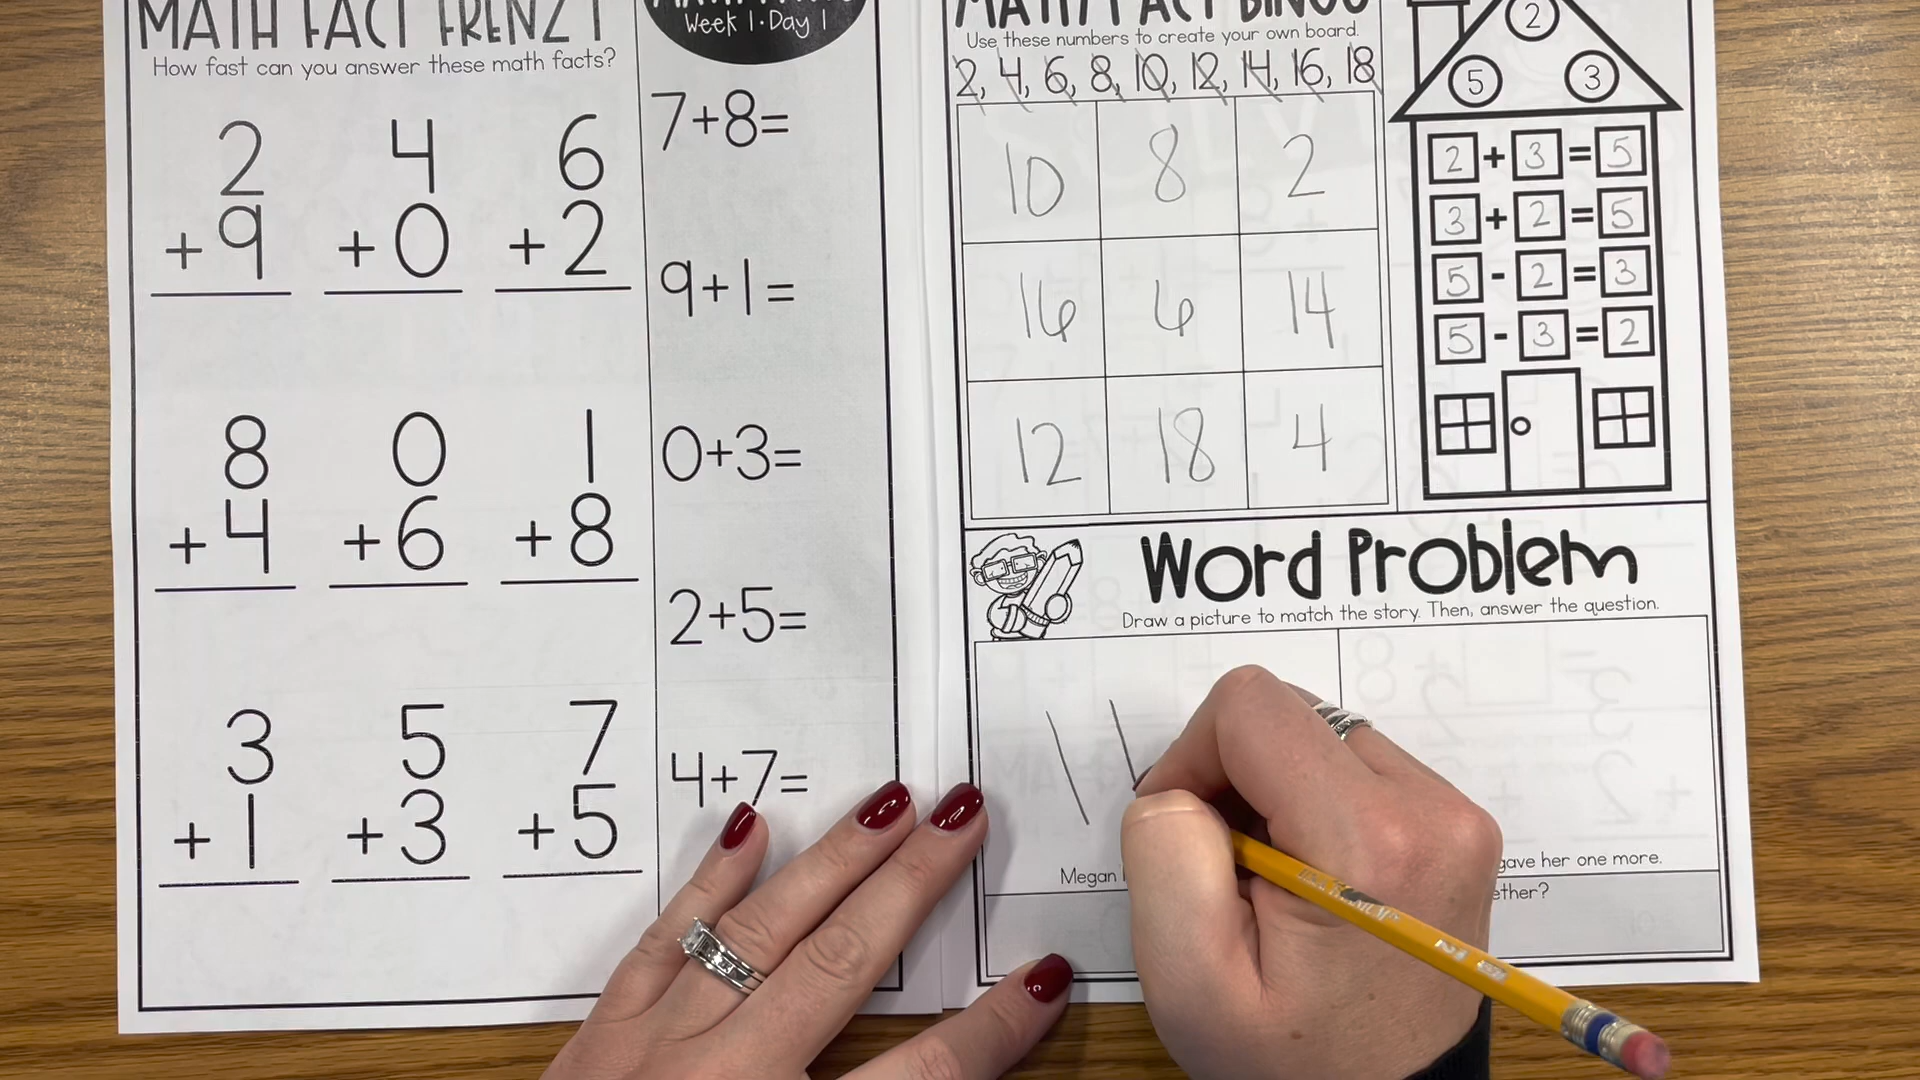 MATH FACT FRENZY
How fast can you answer these math facts?
2 4 6
+9 +0 +2
8 0 1
+4 +6 +8
3 5 7
+1 +3 +5
Week 1 • Day 1
7+8=
9+1=
0+3=
2+5=
4+7=
MATH FACT BINGO
Use these numbers to create your own board.
2, 4, 6, 8, 10, 12, 14, 16, 18
10 8 2
16 6 14
12 18 4
2
5 3
2 + 3 = 5
3 + 2 = 5
5 - 2 = 3
5 - 3 = 2
Word Problem
Draw a picture to match the story. Then, answer the question.
Megan
gave her one more.